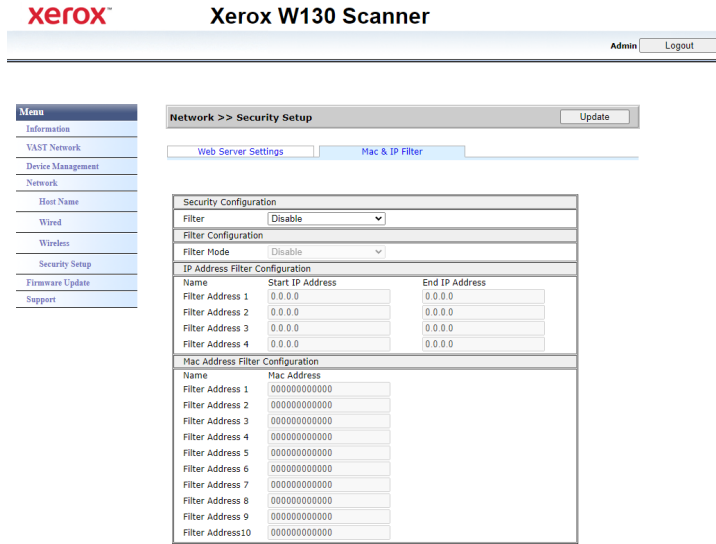 xerox™
Xerox W130 Scanner
Admin Logout
Menu
Information
VAST Network
Device Management
Network
Host Name
Wired
Wireless
Security Setup
Firmware Update
Support
Network >> Security Setup Update
Web Server Settings Mac & IP Filter
Security Configuration
Filter Disable
Filter Configuration
Filter Mode Disable
IP Address Filter Configuration
Name Start IP Address End IP Address
Filter Address 1 0.0.0.0 0.0.0.0
Filter Address 2 0.0.0.0 0.0.0.0
Filter Address 3 0.0.0.0 0.0.0.0
Filter Address 4 0.0.0.0 0.0.0.0
Mac Address Filter Configuration
Name Mac Address
Filter Address 1 000000000000
Filter Address 2 000000000000
Filter Address 3 000000000000
Filter Address 4 000000000000
Filter Address 5 000000000000
Filter Address 6 000000000000
Filter Address 7 000000000000
Filter Address 8 000000000000
Filter Address 9 000000000000
Filter Address10 000000000000